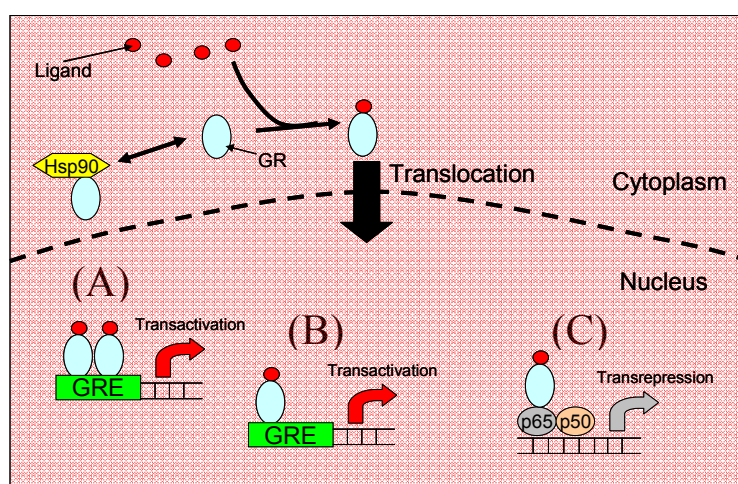 Ligand
Hsp90
GR
Translocation
Cytoplasm
Nucleus
(A)
Transactivation
GRE
(B)
Transactivation
GRE
(C)
Transrepression
p65
p50